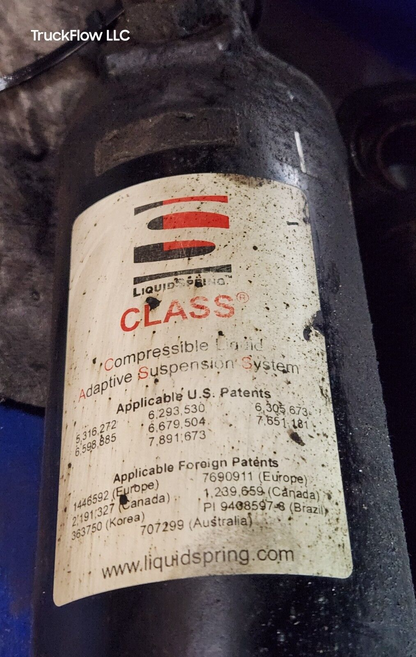 TruckFlow LLC
LIQUIDSPRING
CLASS®
Compressible Liquid
Adaptive Suspension System
Applicable U.S. Patents
5,316,272 6,293,530 6,305,673
6,598,885 6,679,504 7,651,181
7,891,673
Applicable Foreign Patents
1446592 (Europe) 7690911 (Europe)
2,191,327 (Canada) 1,239,659 (Canada)
363750 (Korea) PI 9408597-8 (Brazil)
707299 (Australia)
www.liquidspring.com